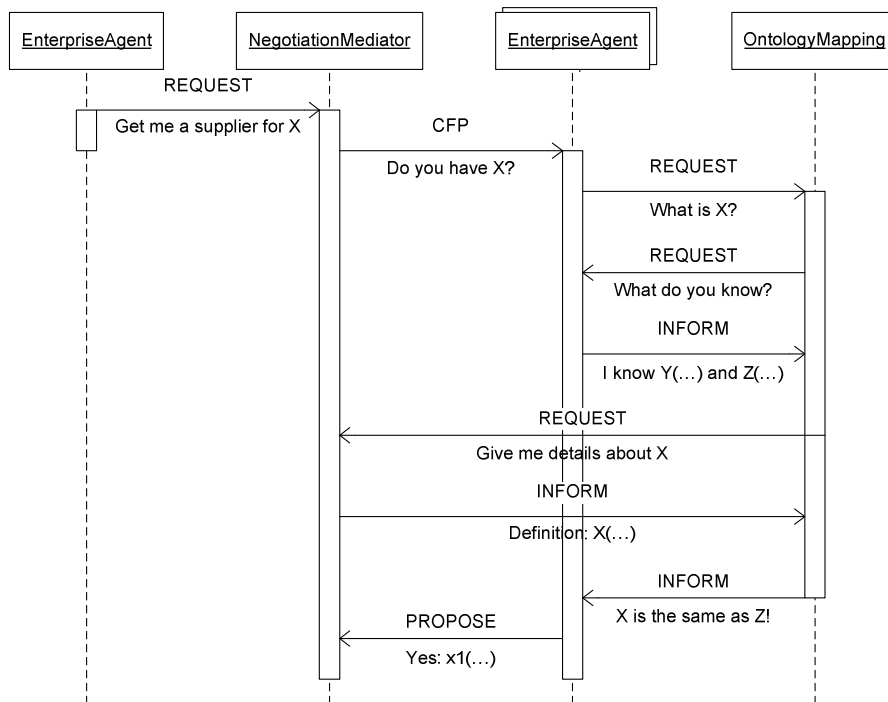 EnterpriseAgent
NegotiationMediator
EnterpriseAgent
OntologyMapping
REQUEST
Get me a supplier for X
CFP
Do you have X?
REQUEST
What is X?
REQUEST
What do you know?
INFORM
I know Y(…) and Z(…)
REQUEST
Give me details about X
INFORM
Definition: X(…)
INFORM
X is the same as Z!
PROPOSE
Yes: x1(…)